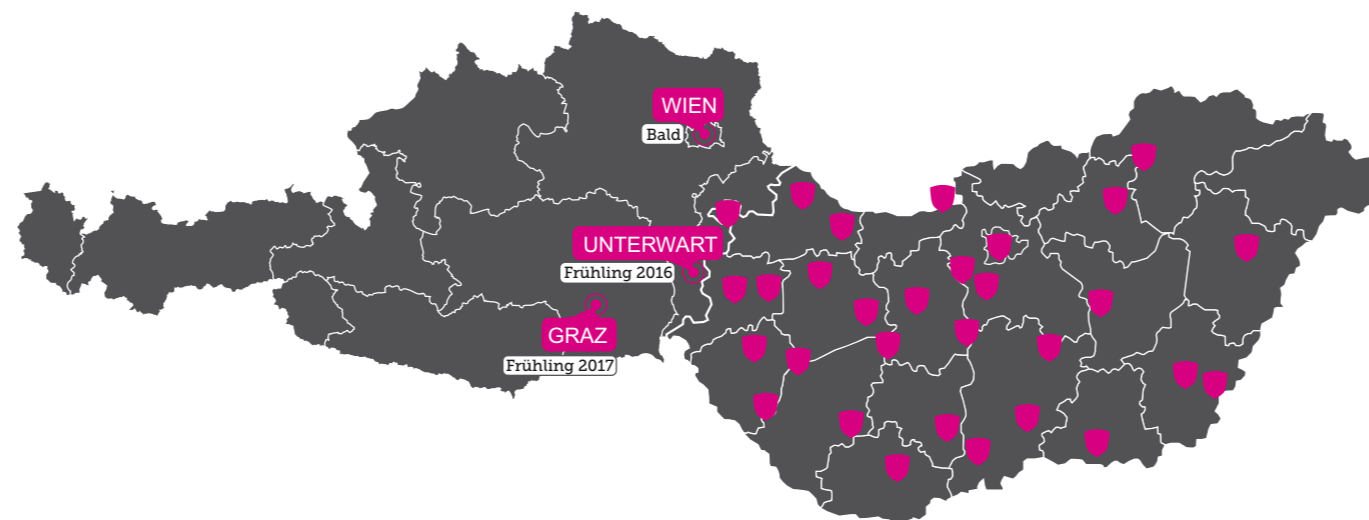 WIEN
Bald
UNTERWART
Frühling 2016
GRAZ
Frühling 2017